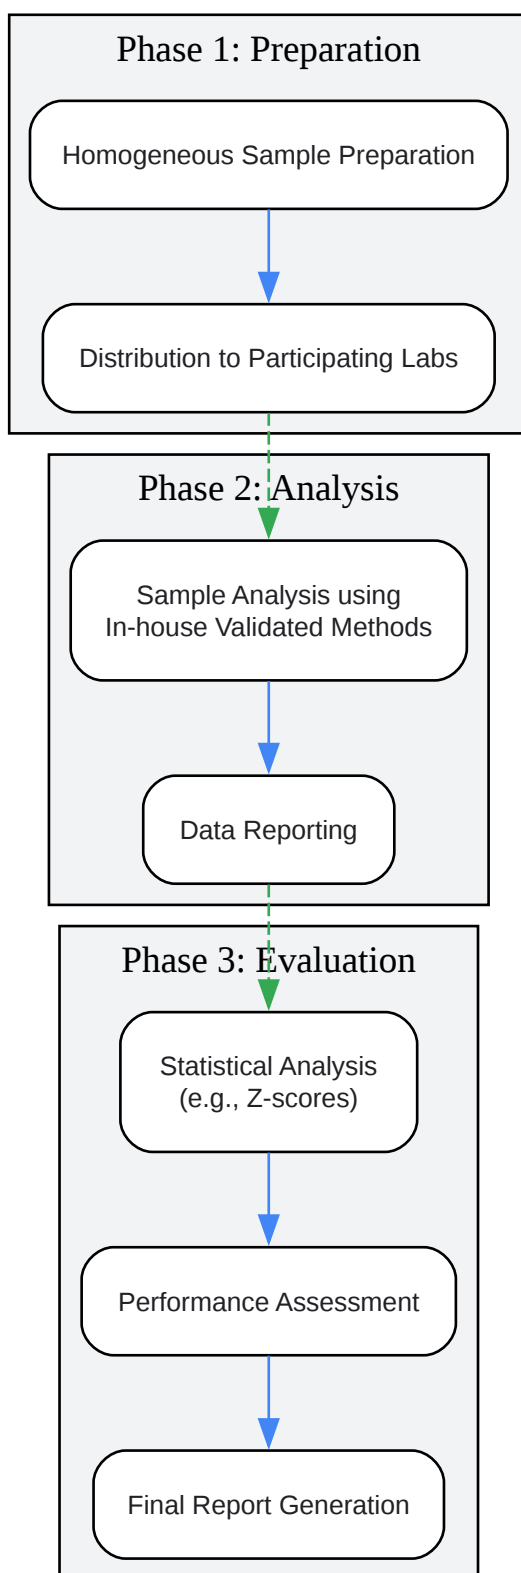 Phase 1: Preparation
Homogeneous Sample Preparation
Distribution to Participating Labs
Phase 2: Analysis
Sample Analysis using
In-house Validated Methods
Data Reporting
Phase 3: Evaluation
Statistical Analysis
(e.g., Z-scores)
Performance Assessment
Final Report Generation